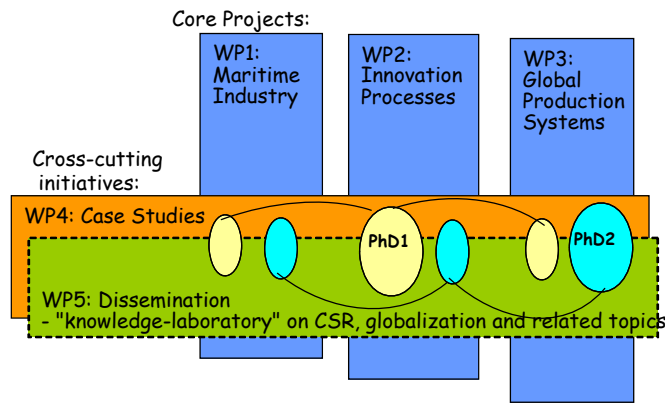 Core Projects:
WP1:
Maritime
Industry
WP2:
Innovation
Processes
WP3:
Global
Production
Systems
Cross-cutting
initiatives:
WP4: Case Studies
PhD1
PhD2
WP5: Dissemination
- "knowledge-laboratory" on CSR, globalization and related topics